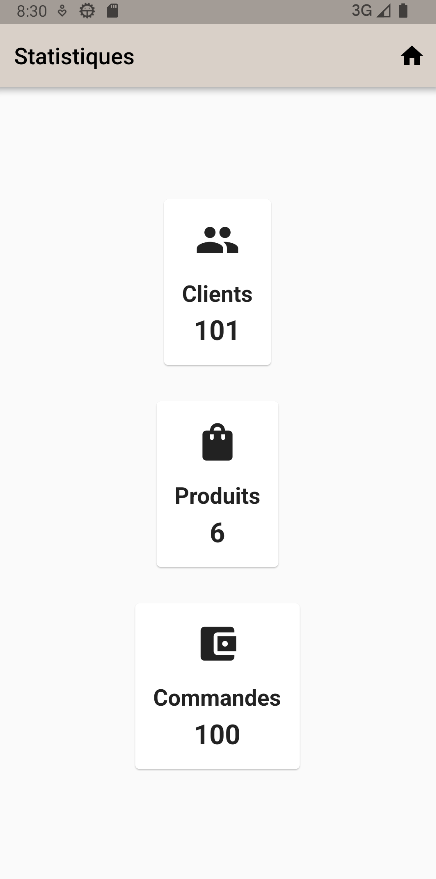 8:30
3G
Statistiques
Clients
101
Produits
6
Commandes
100